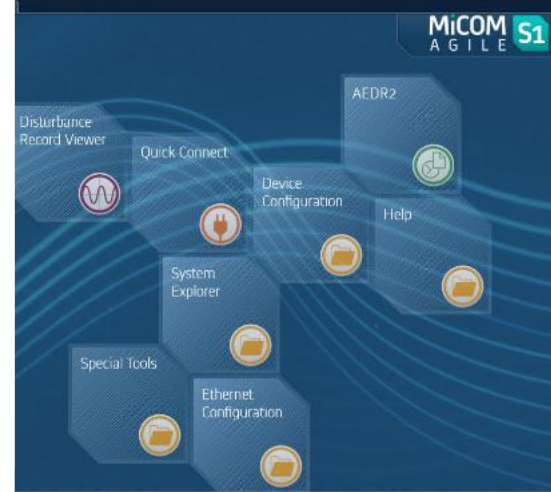 MiCOM S1
AGILE
AEDR2
Disturbance
Record Viewer
Quick Connect
Device
Configuration
Help
System
Explorer
Special Tools
Ethernet
Configuration